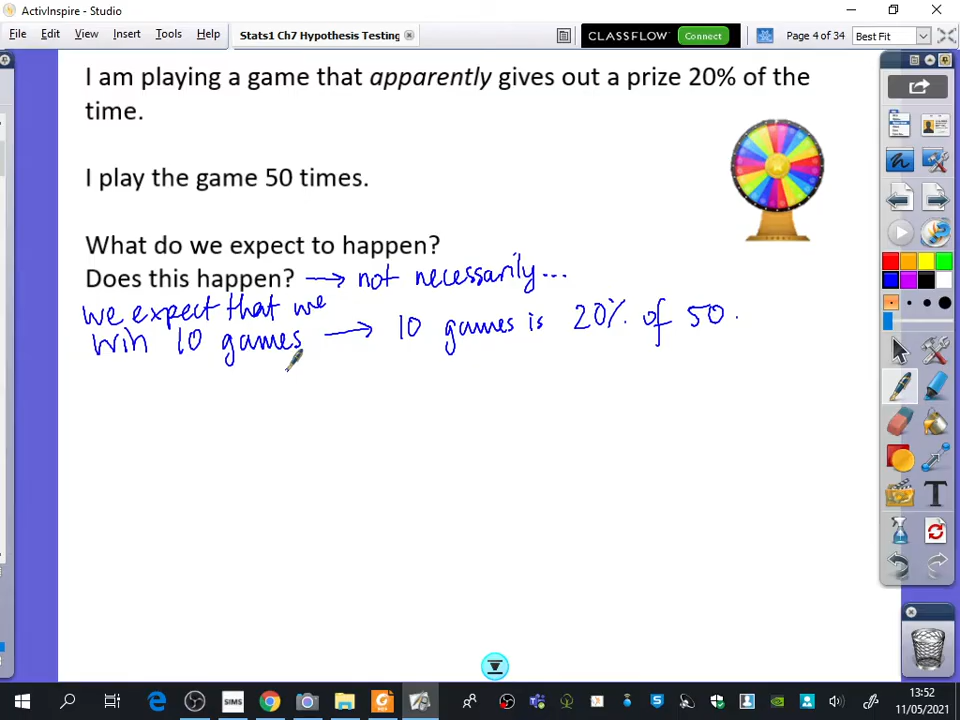 ActivInspire - Studio
File Edit View Insert Tools Help Stats1 Ch7 Hypothesis Testing CLASSFLOW Connect Page 4 of 34 Best Fit
I am playing a game that apparently gives out a prize 20% of the
time.
I play the game 50 times.
What do we expect to happen?
Does this happen? → not necessarily...
we expect that we
win 10 games → 10 games is 20% of 50.
SIMS
13:52
11/05/2021